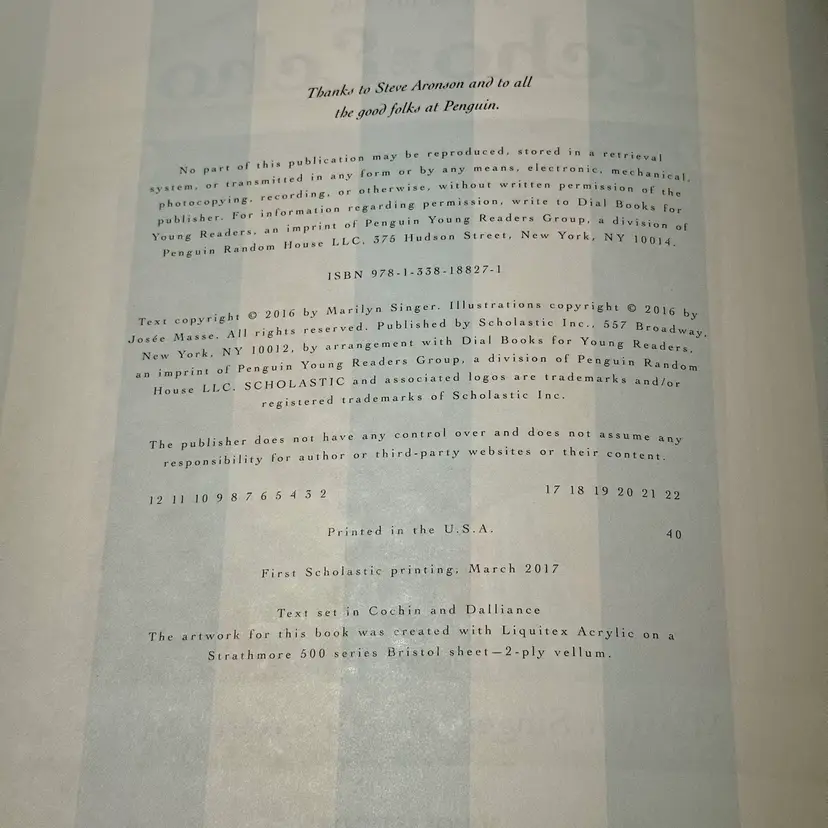 Thanks to Steve Aronson and to all
the good folks at Penguin.
No part of this publication may be reproduced, stored in a retrieval
system, or transmitted in any form or by any means, electronic, mechanical,
photocopying, recording, or otherwise, without written permission of the
publisher. For information regarding permission, write to Dial Books for
Young Readers, an imprint of Penguin Young Readers Group, a division of
Penguin Random House LLC, 375 Hudson Street, New York, NY 10014.
ISBN 978-1-338-18827-1
Text copyright © 2016 by Marilyn Singer. Illustrations copyright © 2016 by
Josée Masse. All rights reserved. Published by Scholastic Inc., 557 Broadway,
New York, NY 10012, by arrangement with Dial Books for Young Readers,
an imprint of Penguin Young Readers Group, a division of Penguin Random
House LLC. SCHOLASTIC and associated logos are trademarks and/or
registered trademarks of Scholastic Inc.
The publisher does not have any control over and does not assume any
responsibility for author or third-party websites or their content.
12 11 10 9 8 7 6 5 4 3 2 17 18 19 20 21 22
Printed in the U.S.A. 40
First Scholastic printing, March 2017
Text set in Cochin and Dalliance
The artwork for this book was created with Liquitex Acrylic on a
Strathmore 500 series Bristol sheet—2-ply vellum.